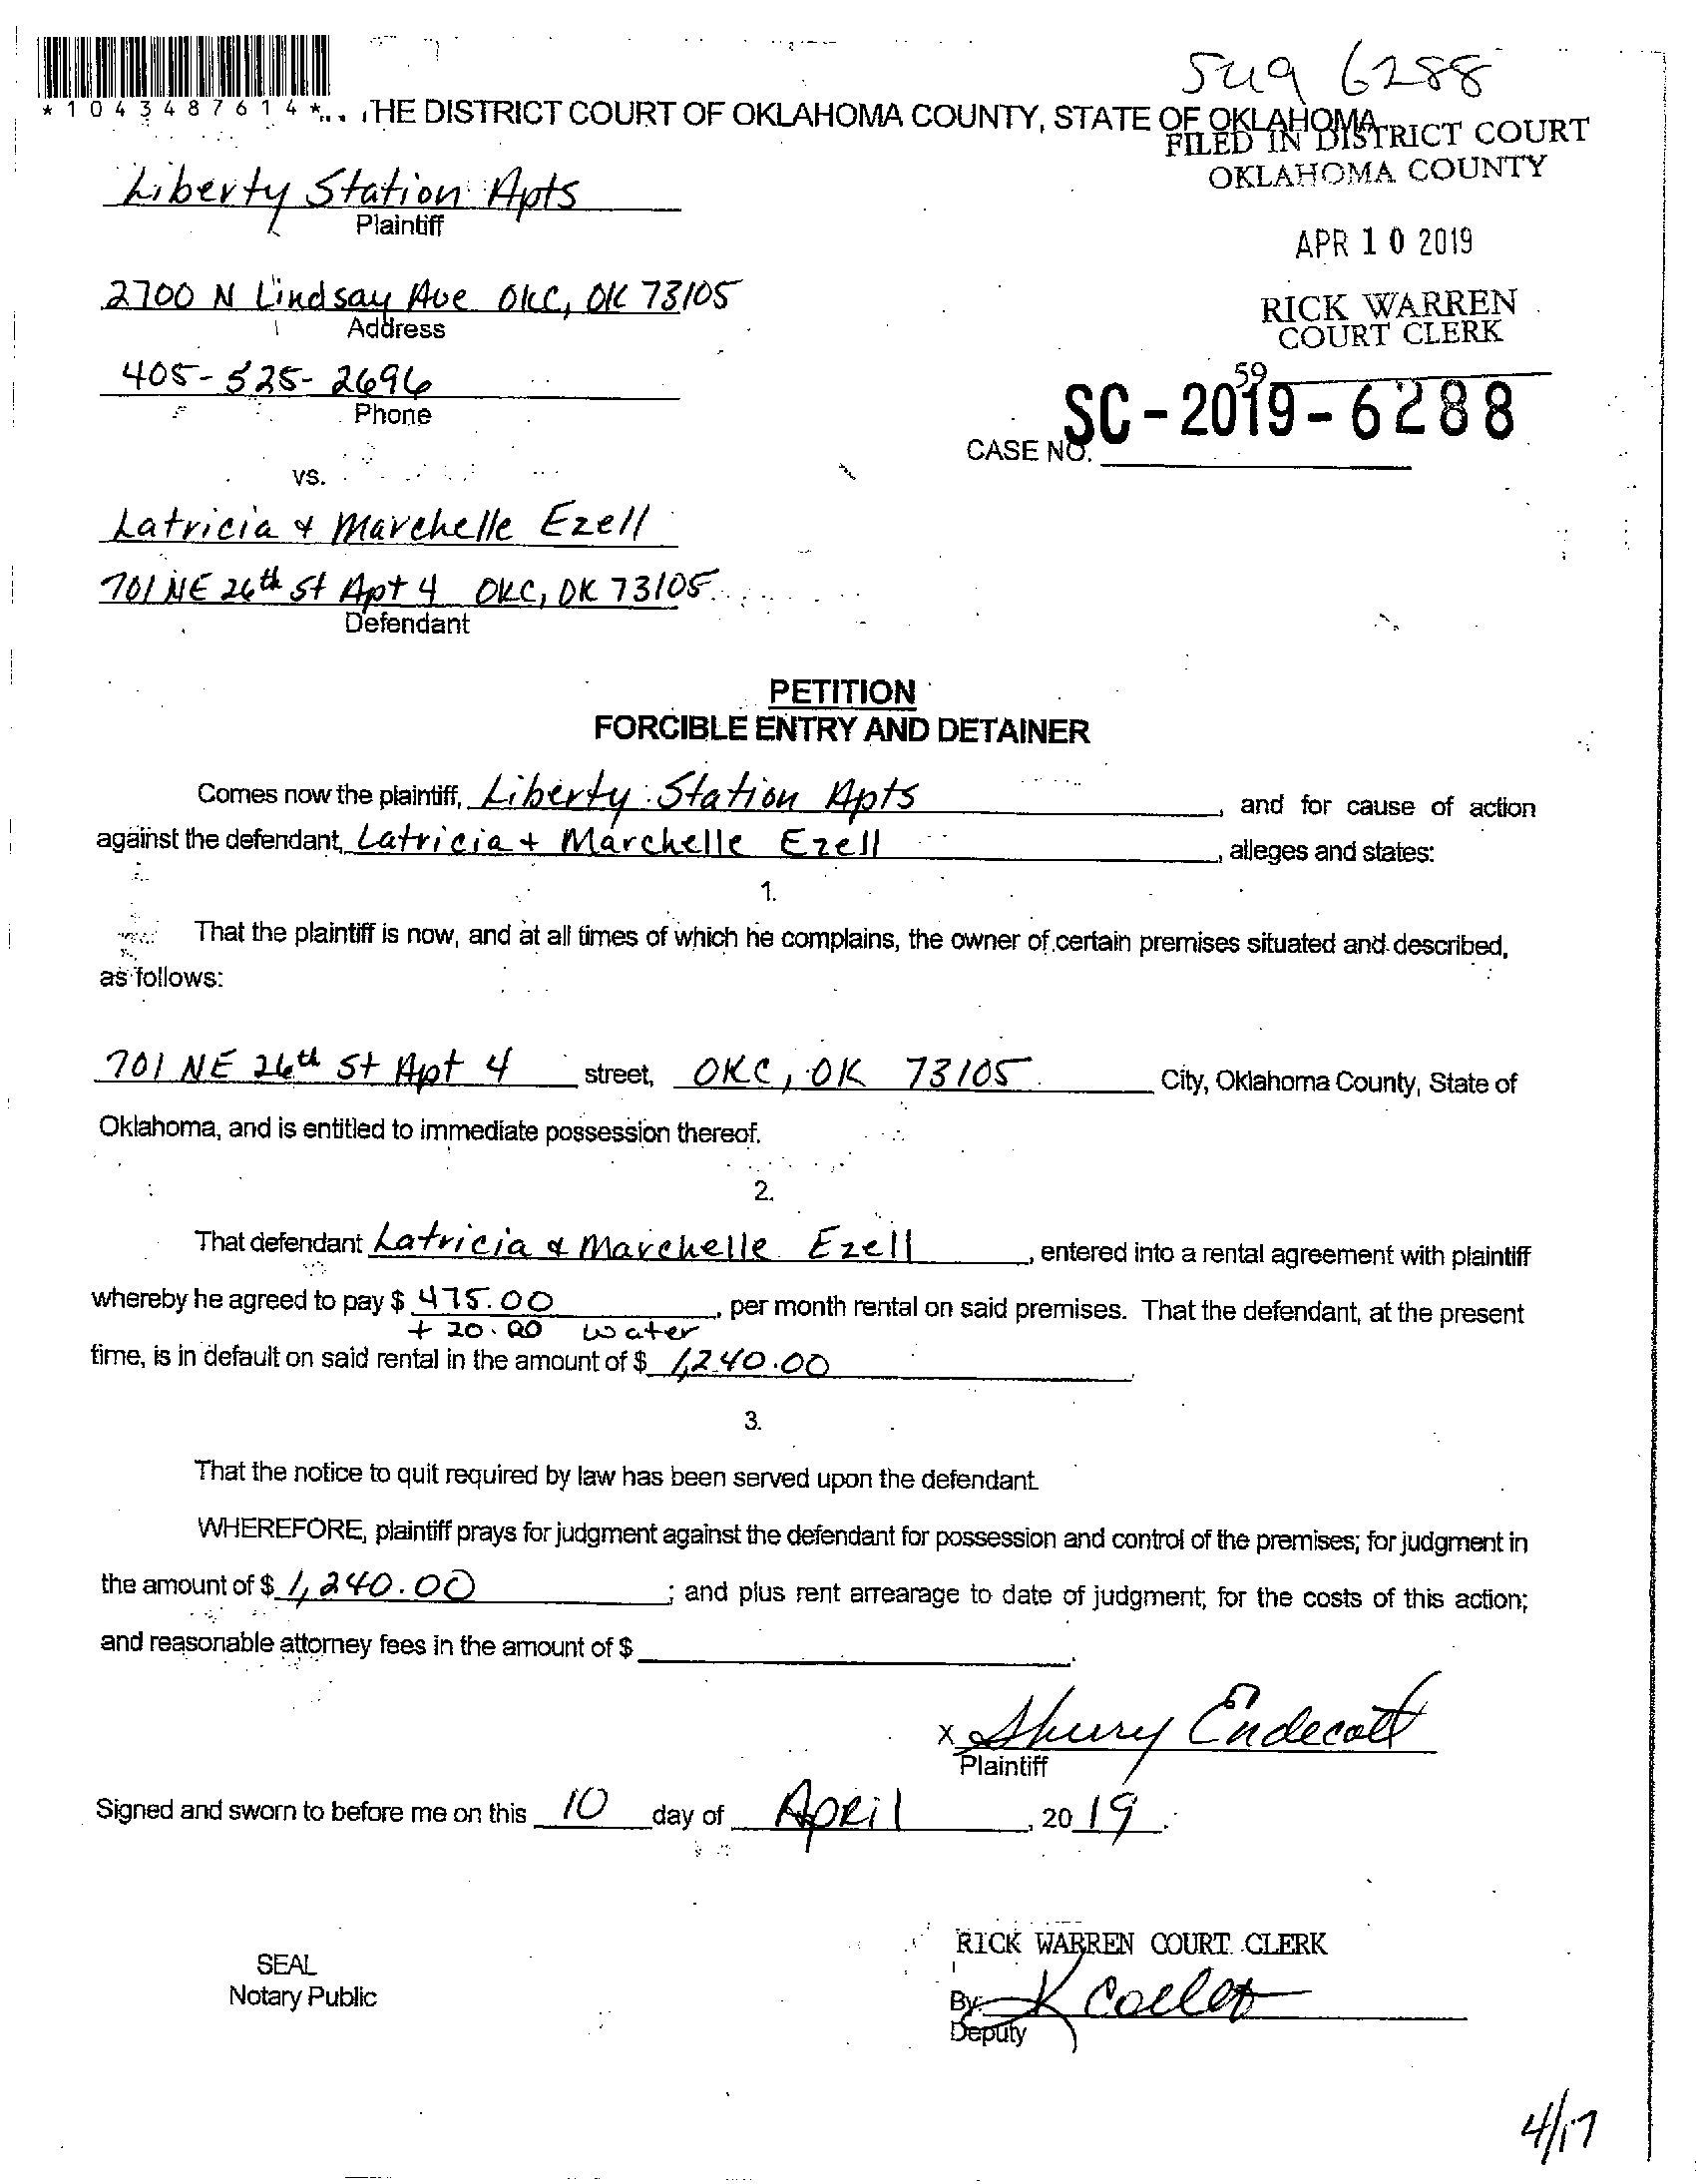 Sug 6288
*1043487614*
THE DISTRICT COURT OF OKLAHOMA COUNTY, STATE OF OKLAHOMA
FILED IN DISTRICT COURT
OKLAHOMA COUNTY
Liberty Station Apts
Plaintiff
APR 10 2019
2700 N Lindsay Ave OKC, OK 73105
Address
RICK WARREN
COURT CLERK
405-525-2696
Phone
59
CASE NO. SC-2019-6288
vs.
Latricia & Marchelle Ezell
701 NE 26th St Apt 4 OKC, OK 73105
Defendant
PETITION
FORCIBLE ENTRY AND DETAINER
Comes now the plaintiff, Liberty Station Apts, and for cause of action
against the defendant, Latricia + Marchelle Ezell, alleges and states:
1.
That the plaintiff is now, and at all times of which he complains, the owner of certain premises situated and described,
as follows:
701 NE 26th St Apt 4 street, OKC, OK 73105 City, Oklahoma County, State of
Oklahoma, and is entitled to immediate possession thereof.
2.
That defendant Latricia & Marchelle Ezell, entered into a rental agreement with plaintiff
whereby he agreed to pay $ 475.00, per month rental on said premises. That the defendant, at the present
+ 20.00 water
time, is in default on said rental in the amount of $ 1,240.00.
3.
That the notice to quit required by law has been served upon the defendant.
WHEREFORE, plaintiff prays for judgment against the defendant for possession and control of the premises; for judgment in
the amount of $ 1,240.00; and plus rent arrearage to date of judgment; for the costs of this action;
and reasonable attorney fees in the amount of $
X Sherry Endecott
Plaintiff
Signed and sworn to before me on this 10 day of April, 2019.
RICK WARREN COURT CLERK
SEAL
Notary Public
By: K
Deputy
4/17